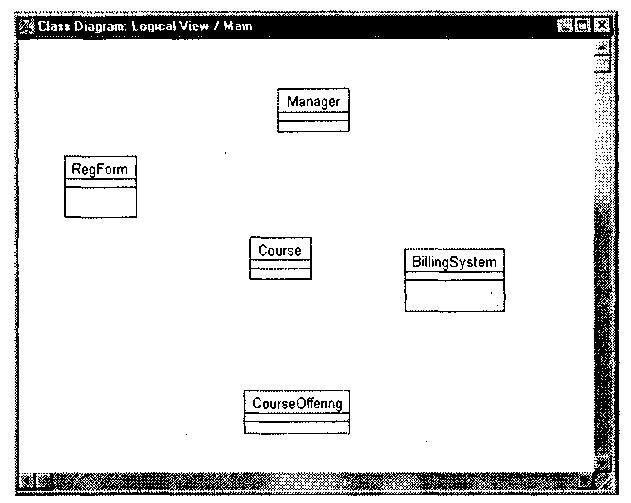 Class Diagram: Logical View / Main
Manager
RegForm
Course
BillingSystem
CourseOffering